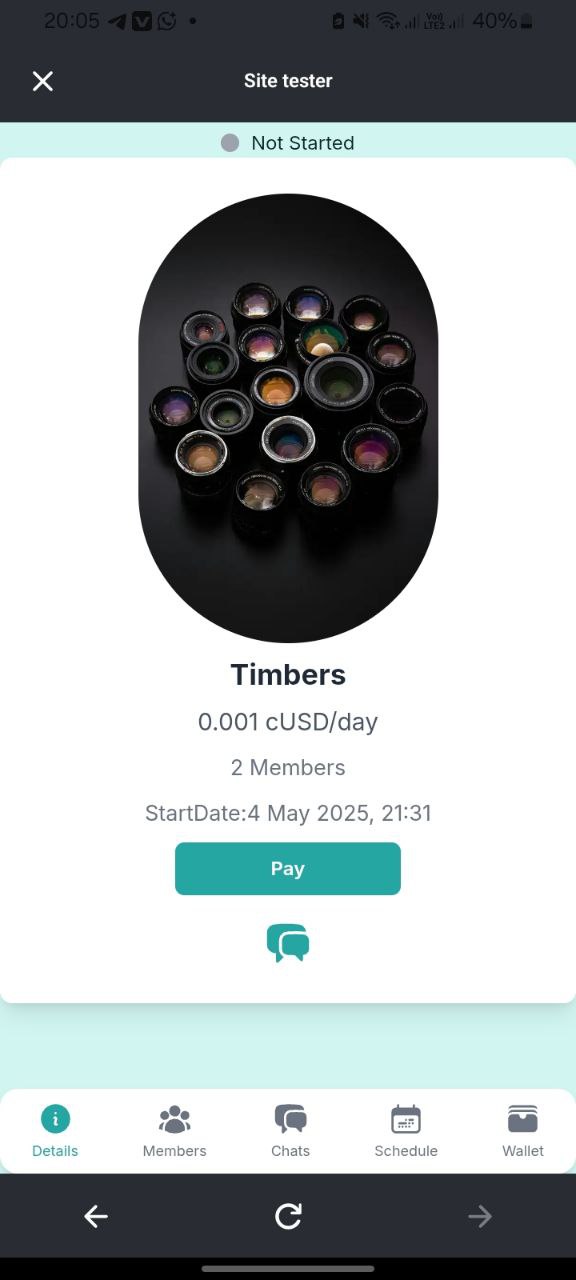 20:05
Vo))
LTE2
40%
Site tester
Not Started
Timbers
0.001 cUSD/day
2 Members
StartDate:4 May 2025, 21:31
Pay
Details Members Chats Schedule Wallet